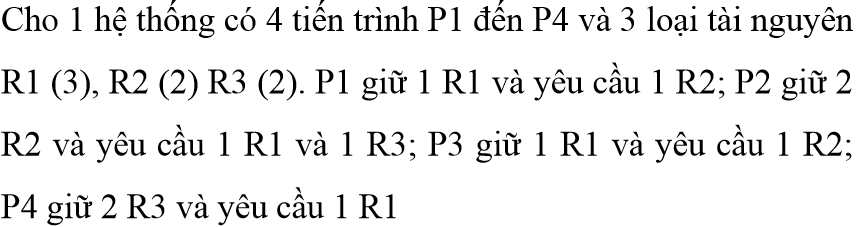 Cho 1 hệ thống có 4 tiến trình P1 đến P4 và 3 loại tài nguyên
R1 (3), R2 (2) R3 (2). P1 giữ 1 R1 và yêu cầu 1 R2; P2 giữ 2
R2 và yêu cầu 1 R1 và 1 R3; P3 giữ 1 R1 và yêu cầu 1 R2;
P4 giữ 2 R3 và yêu cầu 1 R1